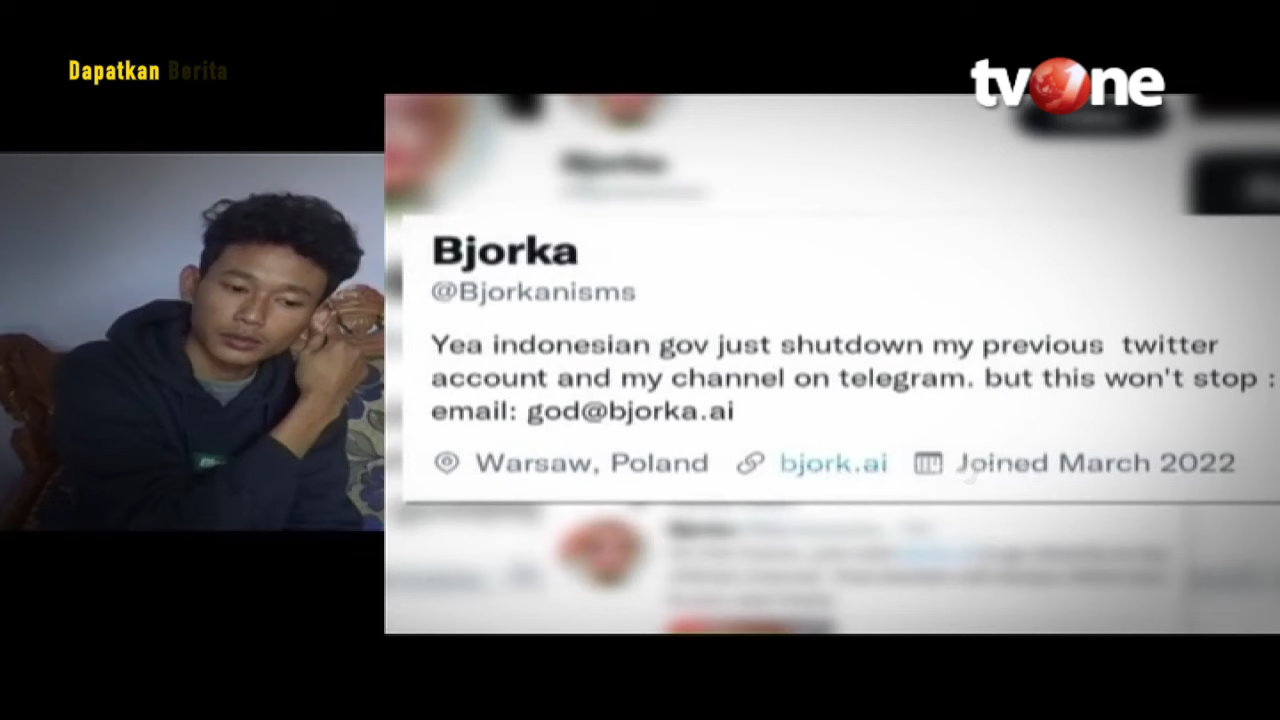 Dapatkan Berita
tvOne
Bjorka
@Bjorkanisms
Yea indonesian gov just shutdown my previous twitter
account and my channel on telegram. but this won't stop :
email: god@bjorka.ai
Warsaw, Poland bjork.ai Joined March 2022
Bjorka